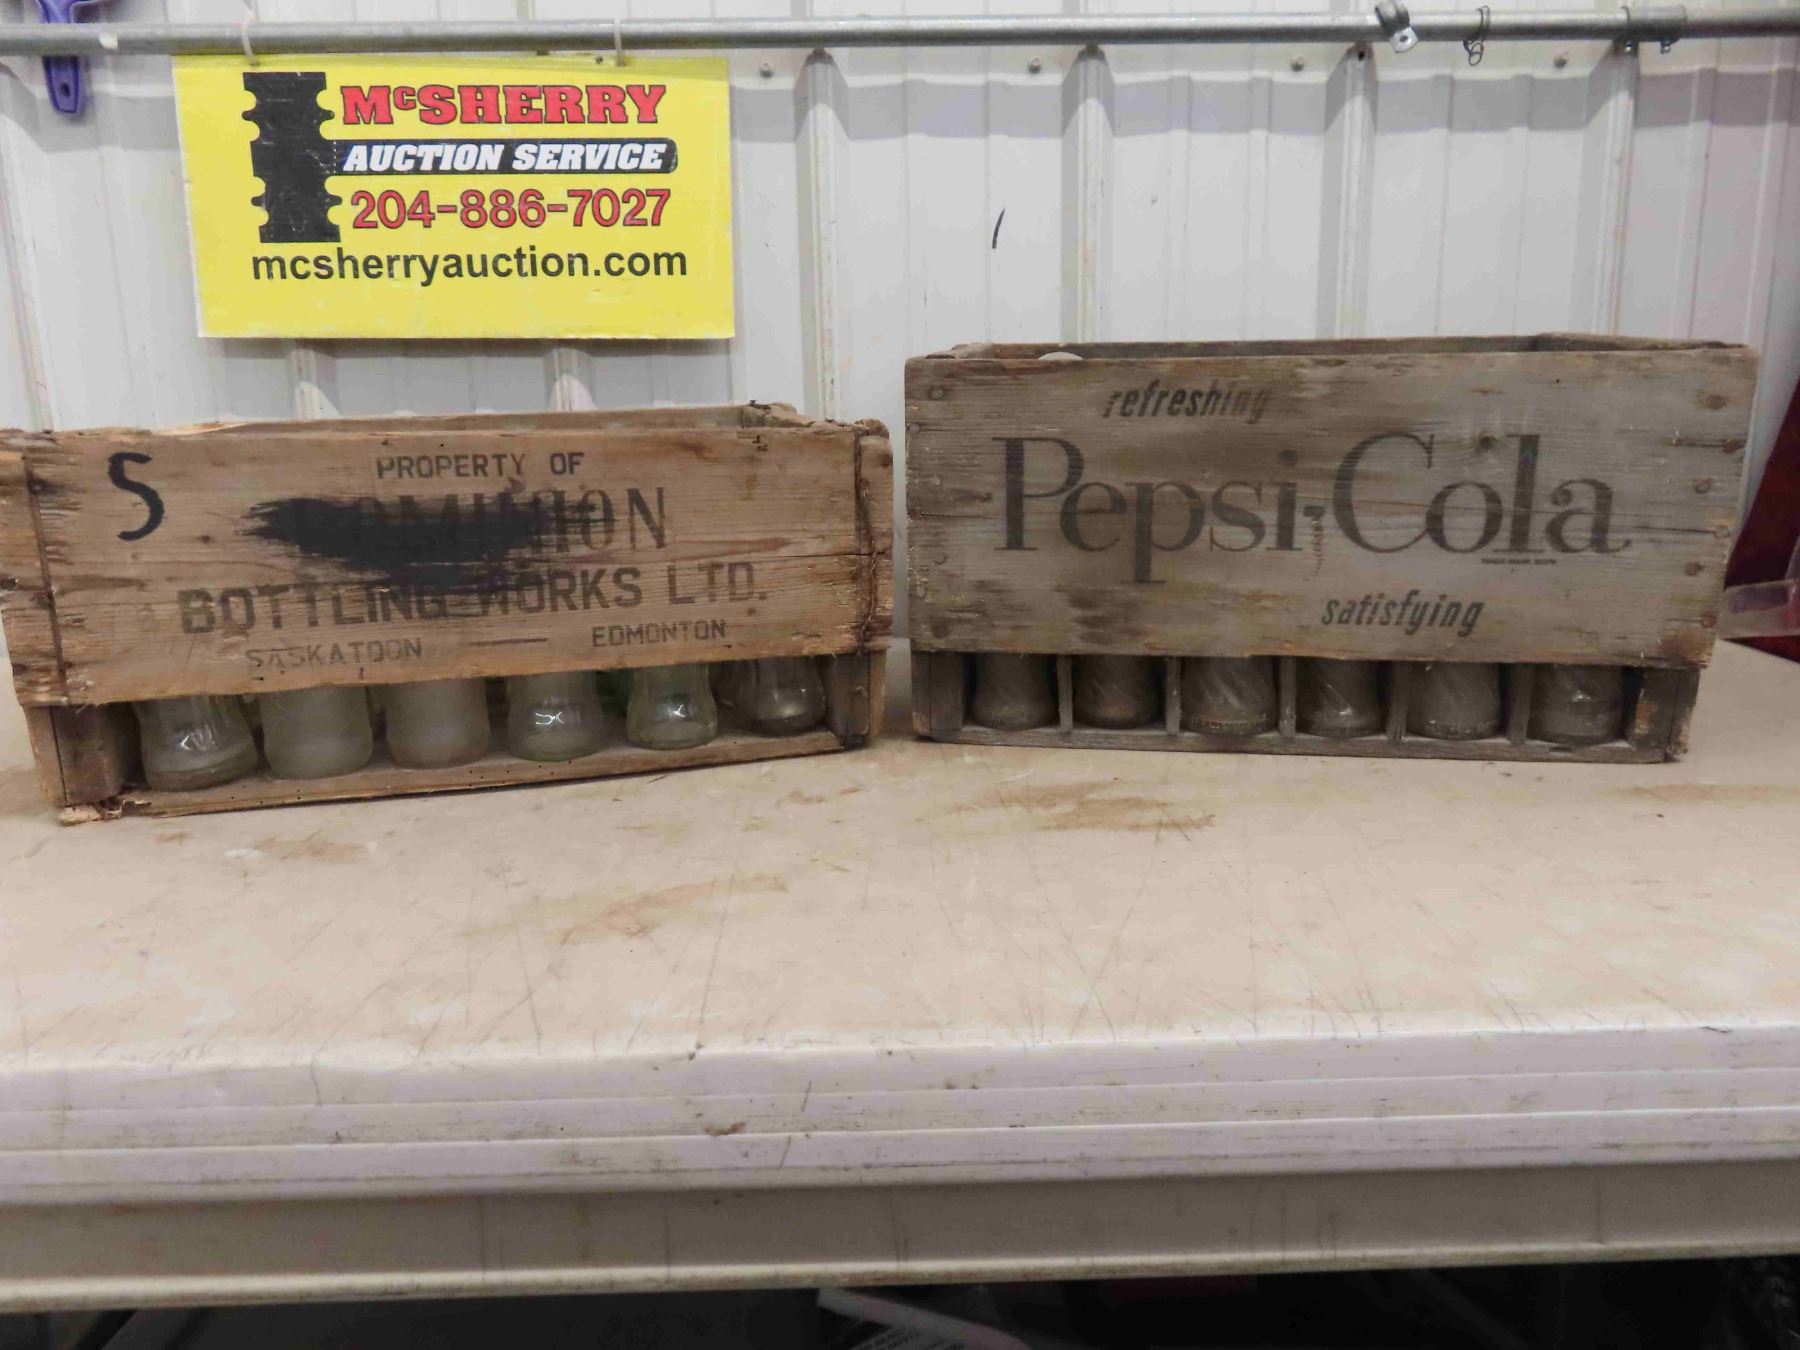 McSHERRY
AUCTION SERVICE
204-886-7027
mcsherryauction.com
S
PROPERTY OF
DOMINION
BOTTLING WORKS LTD.
SASKATOON — EDMONTON
refreshing
Pepsi-Cola
satisfying